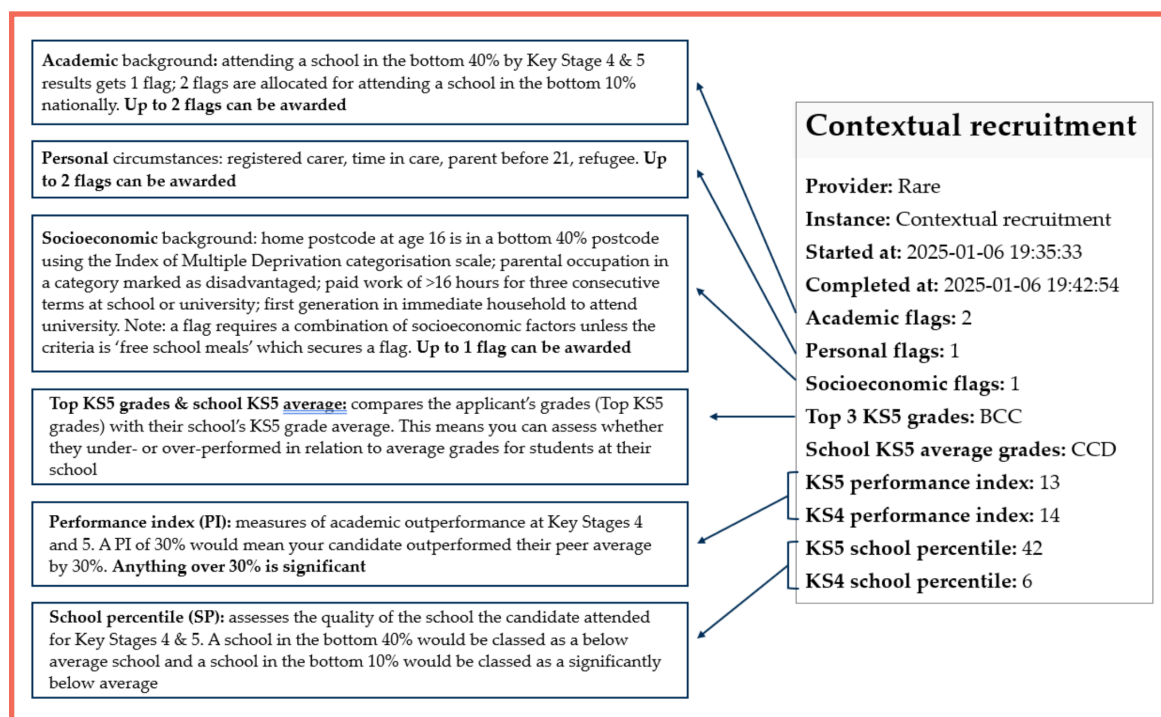 Academic background: attending a school in the bottom 40% by Key Stage 4 & 5
results gets 1 flag; 2 flags are allocated for attending a school in the bottom 10%
nationally. Up to 2 flags can be awarded
Personal circumstances: registered carer, time in care, parent before 21, refugee. Up
to 2 flags can be awarded
Socioeconomic background: home postcode at age 16 is in a bottom 40% postcode
using the Index of Multiple Deprivation categorisation scale; parental occupation in
a category marked as disadvantaged; paid work of >16 hours for three consecutive
terms at school or university; first generation in immediate household to attend
university. Note: a flag requires a combination of socioeconomic factors unless the
criteria is ‘free school meals’ which secures a flag. Up to 1 flag can be awarded
Top KS5 grades & school KS5 average: compares the applicant’s grades (Top KS5
grades) with their school’s KS5 grade average. This means you can assess whether
they under- or over-performed in relation to average grades for students at their
school
Performance index (PI): measures of academic outperformance at Key Stages 4
and 5. A PI of 30% would mean your candidate outperformed their peer average
by 30%. Anything over 30% is significant
School percentile (SP): assesses the quality of the school the candidate attended
for Key Stages 4 & 5. A school in the bottom 40% would be classed as a below
average school and a school in the bottom 10% would be classed as a significantly
below average
Contextual recruitment
Provider: Rare
Instance: Contextual recruitment
Started at: 2025-01-06 19:35:33
Completed at: 2025-01-06 19:42:54
Academic flags: 2
Personal flags: 1
Socioeconomic flags: 1
Top 3 KS5 grades: BCC
School KS5 average grades: CCD
KS5 performance index: 13
KS4 performance index: 14
KS5 school percentile: 42
KS4 school percentile: 6